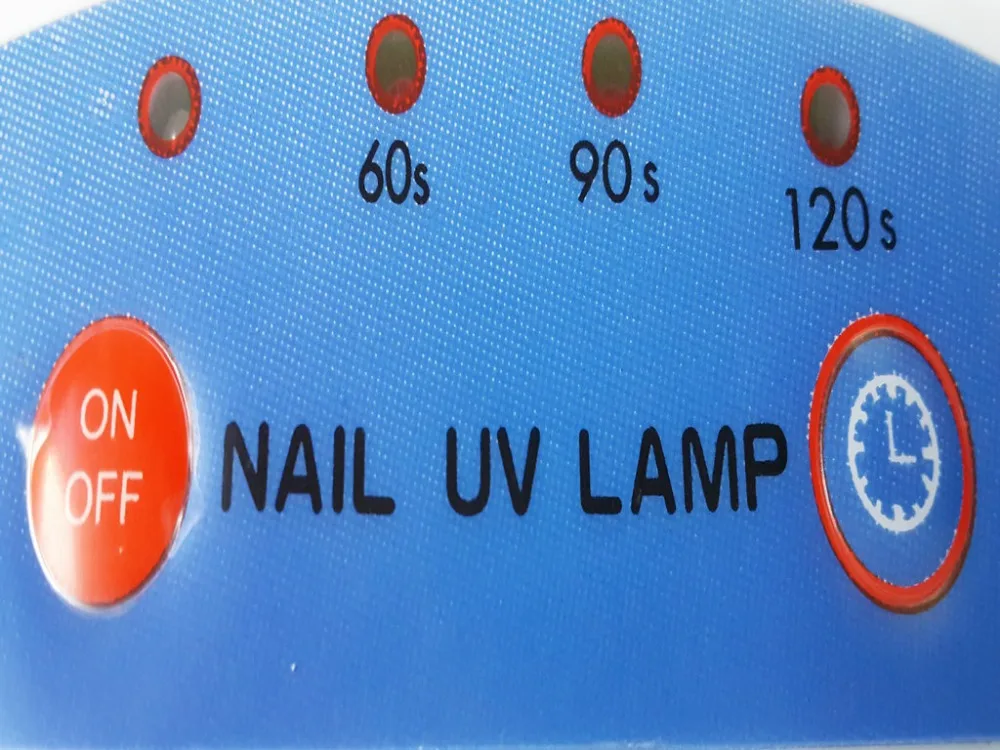 60s
90s
120s
ON
OFF
NAIL UV LAMP